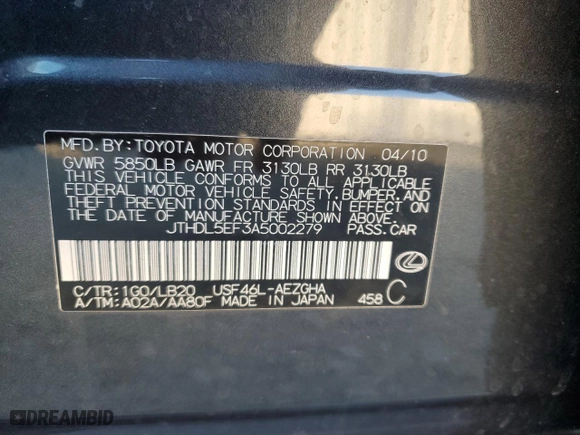 MFD. BY: TOYOTA MOTOR CORPORATION 04/10
GVWR 5850LB GAWR FR 3130LB RR 3130LB
THIS VEHICLE CONFORMS TO ALL APPLICABLE
FEDERAL MOTOR VEHICLE SAFETY, BUMPER, AND
THEFT PREVENTION STANDARDS IN EFFECT ON
THE DATE OF MANUFACTURE SHOWN ABOVE.
JTHDL5EF3A5002279 PASS. CAR
C/TR: 1G0/LB20 USF46L-AEZGHA
A/TM: A02A/AA80F MADE IN JAPAN 458 C
DREAMBID